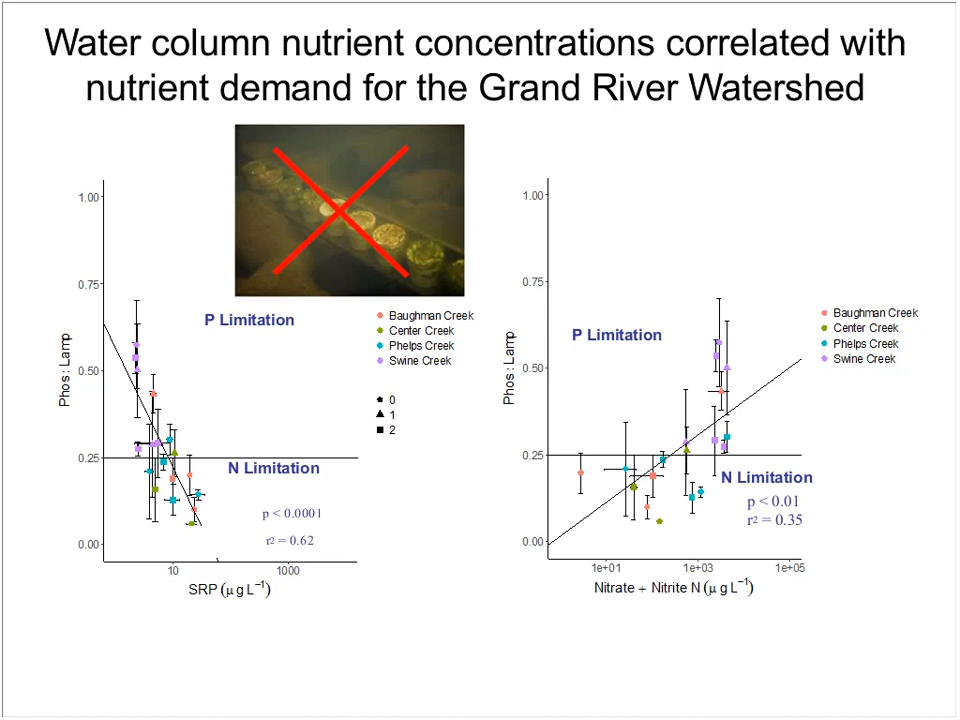 Water column nutrient concentrations correlated with
nutrient demand for the Grand River Watershed
1.00
0.75
0.50
0.25
0.00
Phos: Lamp
P Limitation
N Limitation
p < 0.0001
r2 = 0.62
10
1000
SRP (μ g L−1)
Baughman Creek
Center Creek
Phelps Creek
Swine Creek
0
1
2
1.00
0.75
0.50
0.25
0.00
Phos: Lamp
P Limitation
N Limitation
p < 0.01
r2 = 0.35
1e+01
1e+03
1e+05
Nitrate + Nitrite N (μ g L−1)
Baughman Creek
Center Creek
Phelps Creek
Swine Creek